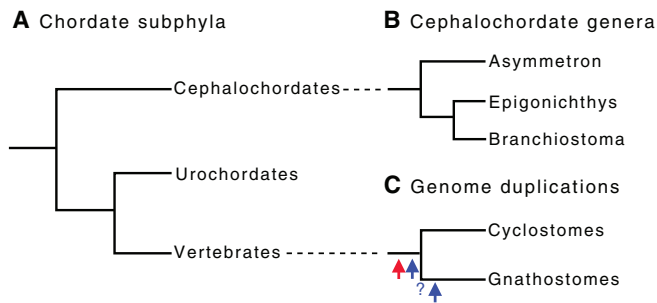 A Chordate subphyla
Cephalochordates
Urochordates
Vertebrates
B Cephalochordate genera
Asymmetron
Epigonichthys
Branchiostoma
C Genome duplications
Cyclostomes
Gnathostomes
?